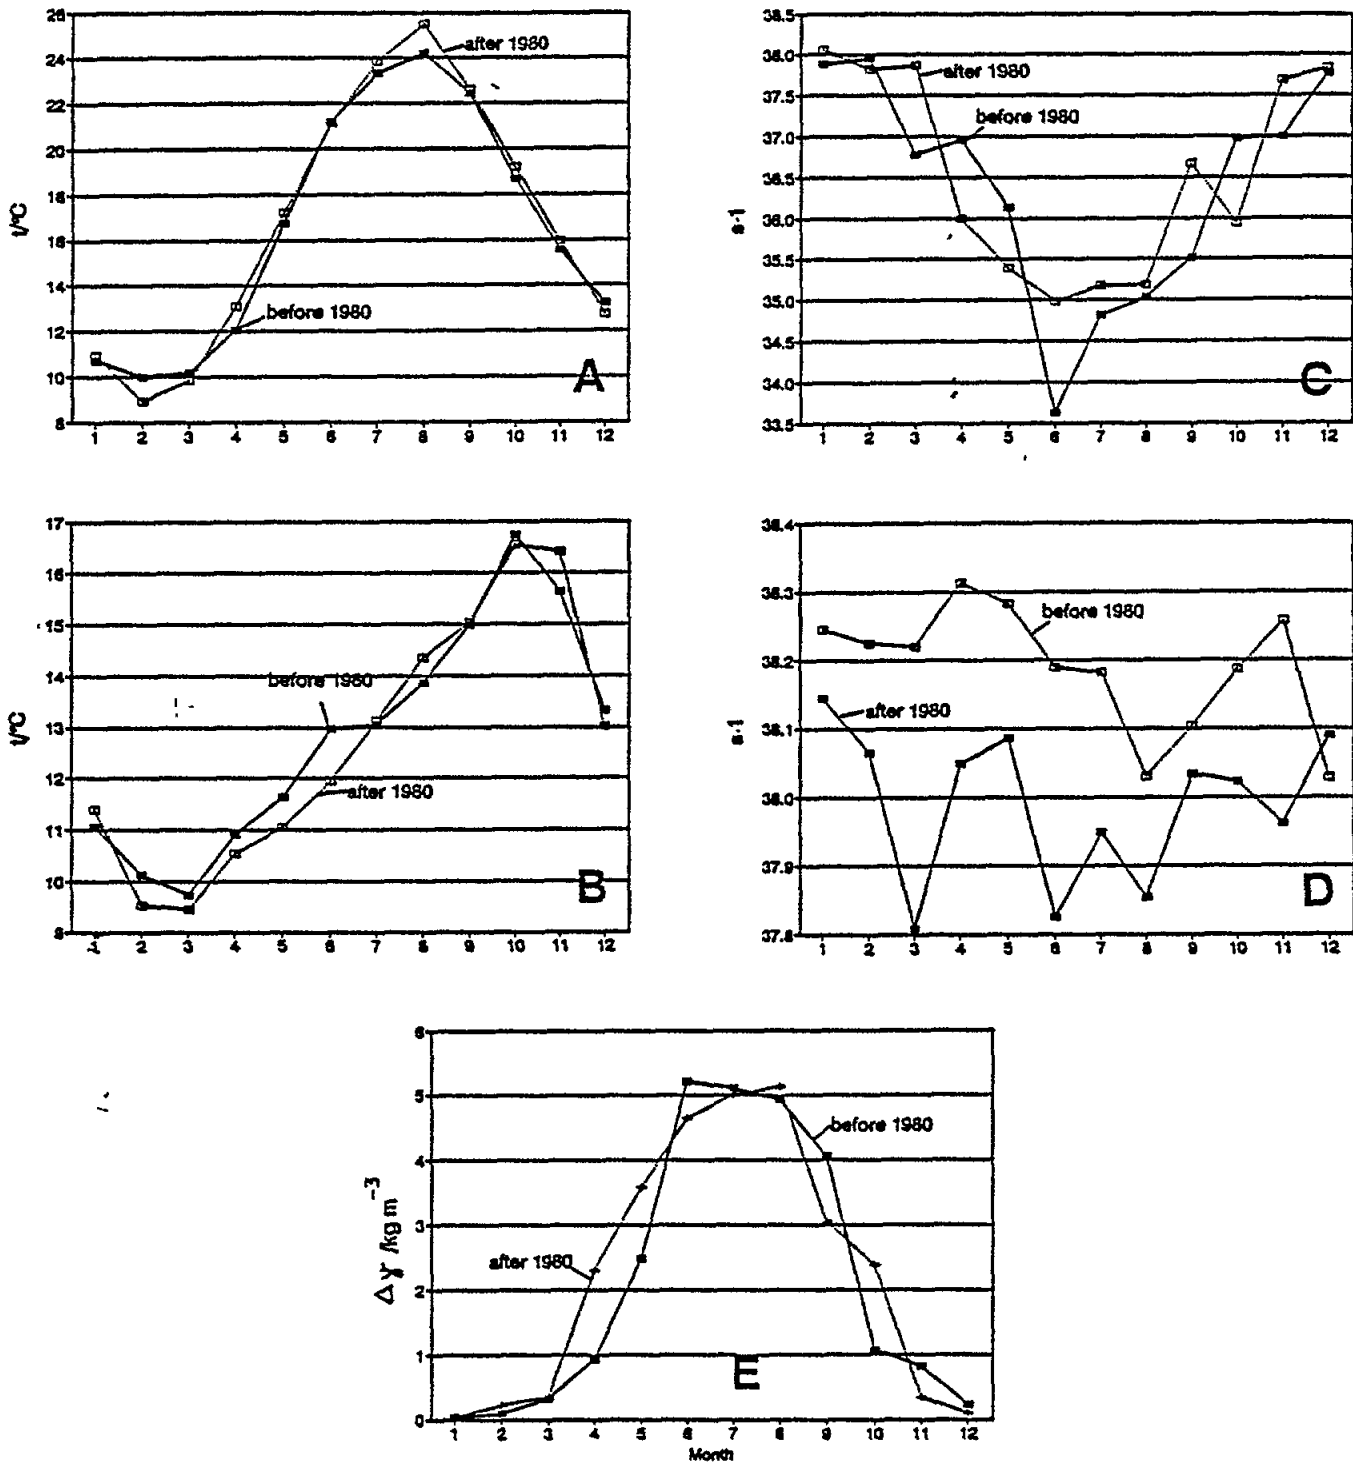 26
24
22
20
18
16
14
12
10
8
t/°C
after 1980
before 1980
A
1 2 3 4 5 6 7 8 9 10 11 12
38.5
38.0
37.5
37.0
36.5
36.0
35.5
35.0
34.5
34.0
33.5
s·1
after 1980
before 1980
C
1 2 3 4 5 6 7 8 9 10 11 12
17
16
15
14
13
12
11
10
9
t/°C
before 1980
after 1980
B
1 2 3 4 5 6 7 8 9 10 11 12
38.4
38.3
38.2
38.1
38.0
37.9
37.8
s·1
before 1980
after 1980
D
1 2 3 4 5 6 7 8 9 10 11 12
6
5
4
3
2
1
0
Δ γ /kg m⁻³
before 1980
after 1980
E
1 2 3 4 5 6 7 8 9 10 11 12
Month